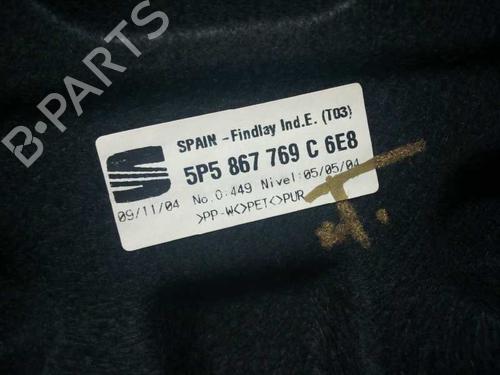 B-PARTS
SPAIN -Findlay Ind.E. (T03)
5P5 867 769 C 6E8
No.0:449 Nivel:05/05/04
09/11/04 >PP-W<>PET<>PUR